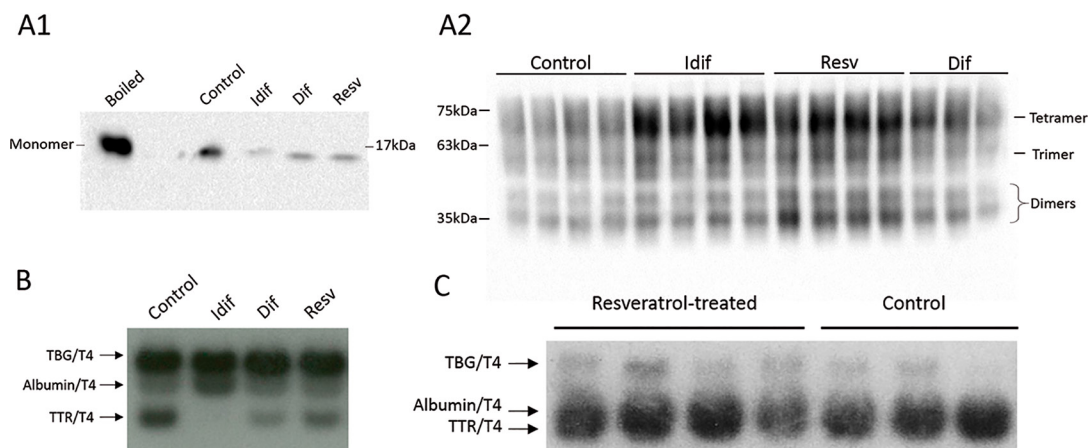 A1
Boiled Control Idif Dif Resv
Monomer 17kDa
A2
Control Idif Resv Dif
75kDa Tetramer
63kDa Trimer
Dimers
35kDa
B
Control Idif Dif Resv
TBG/T4
Albumin/T4
TTR/T4
C
Resveratrol-treated Control
TBG/T4
Albumin/T4
TTR/T4